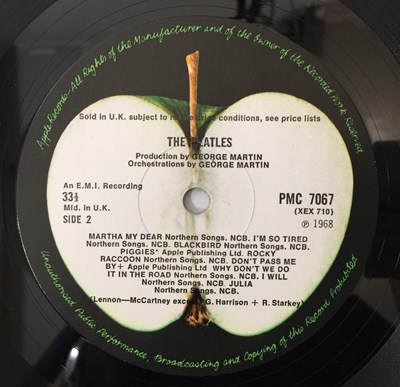 Apple Records-All Rights of the Manufacturer and of the Owner of the Recorded Work Reserved
Sold in U.K. subject to resale price conditions, see price lists
THE BEATLES
Production by GEORGE MARTIN
Orchestrations by GEORGE MARTIN
An E.M.I. Recording
33⅓
Mfd. in U.K.
SIDE 2
PMC 7067
(XEX 710)
℗ 1968
MARTHA MY DEAR Northern Songs. NCB. I'M SO TIRED
Northern Songs. NCB. BLACKBIRD Northern Songs. NCB.
PIGGIES* Apple Publishing Ltd. ROCKY
RACCOON Northern Songs. NCB. DON'T PASS ME
BY+ Apple Publishing Ltd WHY DON'T WE DO
IT IN THE ROAD Northern Songs. NCB. I WILL
Northern Songs. NCB JULIA
Northern Songs. NCB.
(Lennon—McCartney except *G. Harrison + R. Starkey)
Unauthorised Public Performance, Broadcasting and Copying of this Record Prohibited